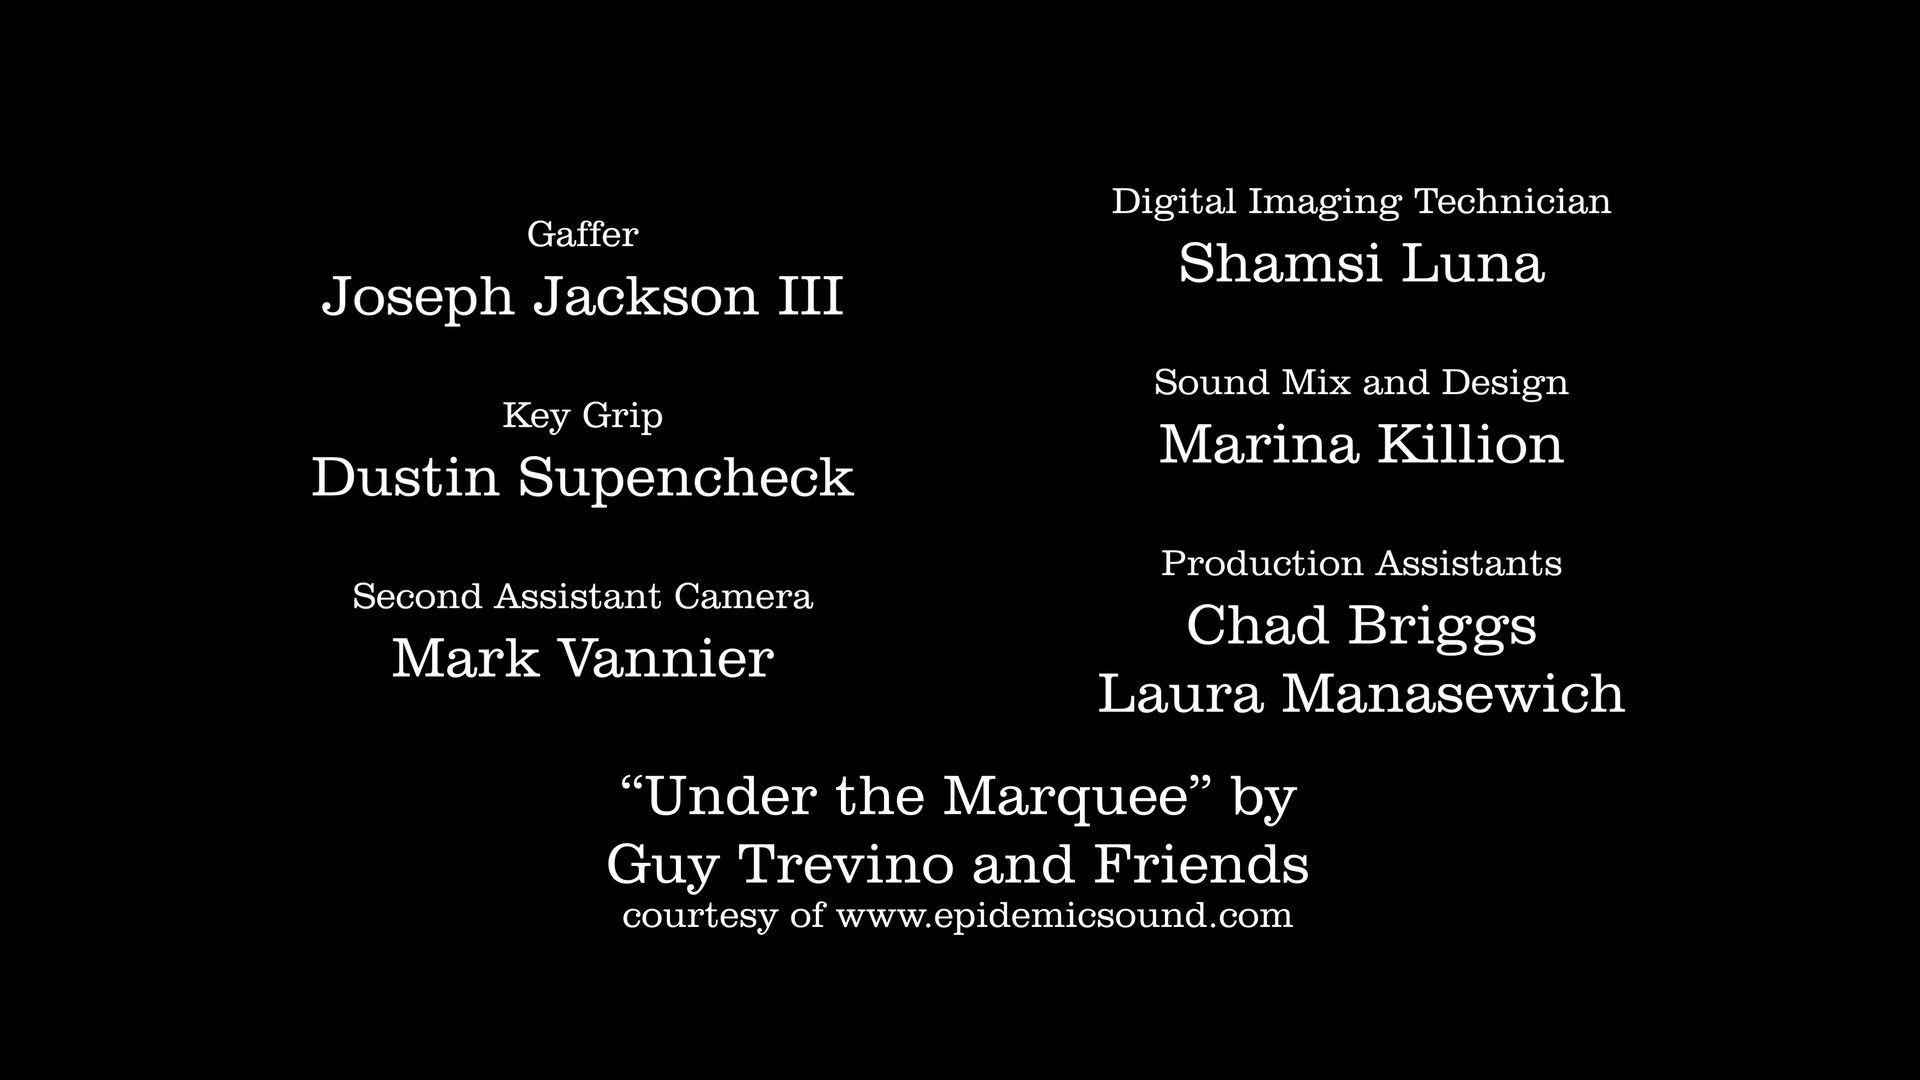 Gaffer
Joseph Jackson III
Key Grip
Dustin Supencheck
Second Assistant Camera
Mark Vannier
Digital Imaging Technician
Shamsi Luna
Sound Mix and Design
Marina Killion
Production Assistants
Chad Briggs
Laura Manasewich
“Under the Marquee” by
Guy Trevino and Friends
courtesy of www.epidemicsound.com